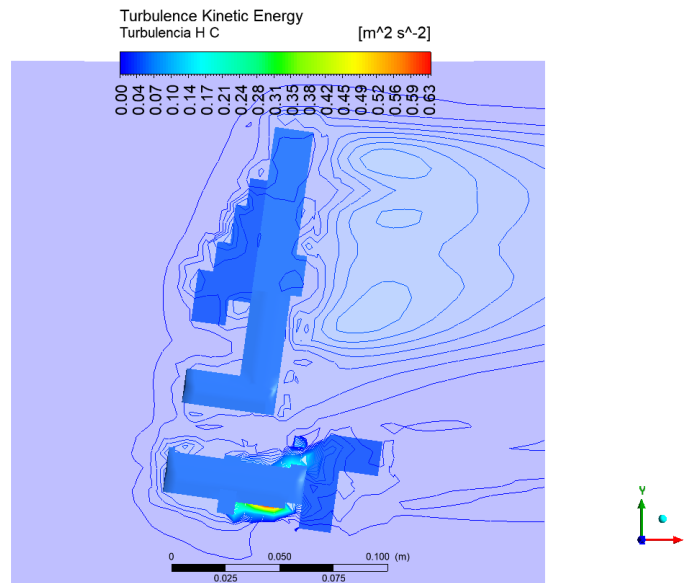 Turbulence Kinetic Energy
Turbulencia H C [m^2 s^-2]
0.00 0.04 0.07 0.10 0.14 0.17 0.21 0.24 0.28 0.31 0.35 0.38 0.42 0.45 0.49 0.52 0.56 0.59 0.63
0 0.050 0.100 (m)
0.025 0.075
Y